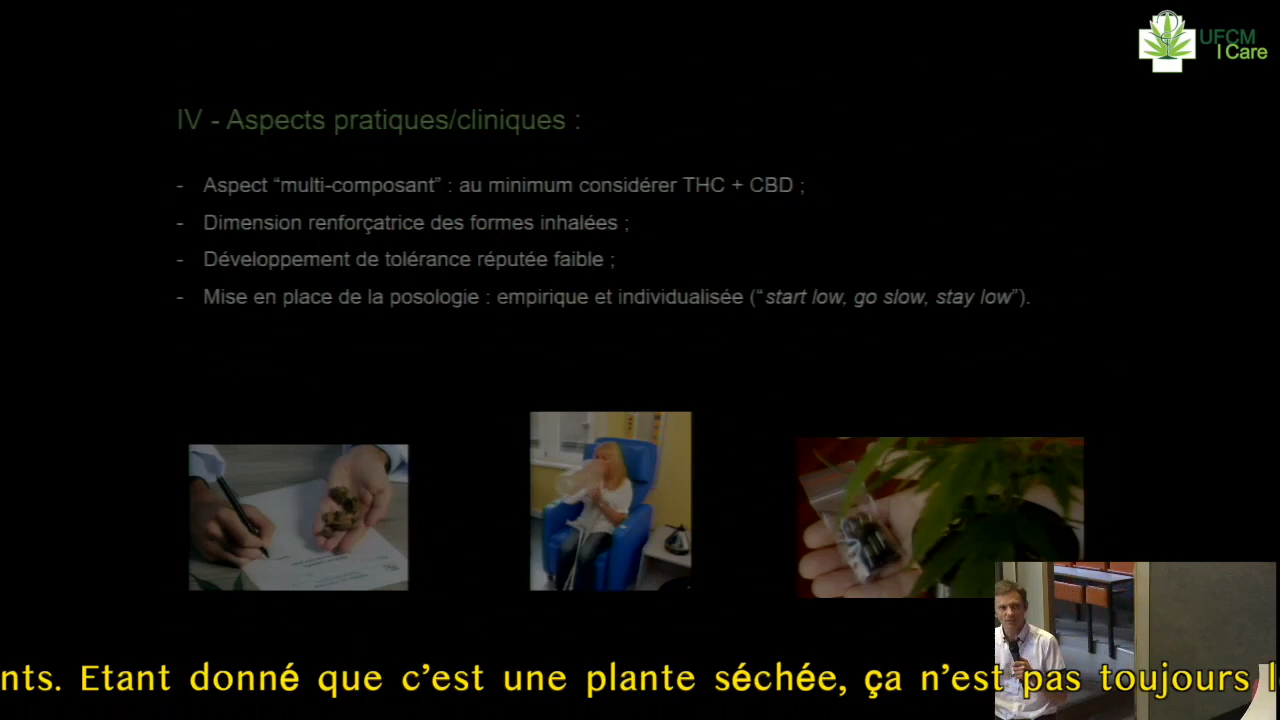 UFCM
I Care
IV - Aspects pratiques/cliniques :
- Aspect “multi-composant” : au minimum considérer THC + CBD ;
- Dimension renforçatrice des formes inhalées ;
- Développement de tolérance réputée faible ;
- Mise en place de la posologie : empirique et individualisée (“start low, go slow, stay low”).
nts. Etant donné que c’est une plante séchée, ça n’est pas toujours l